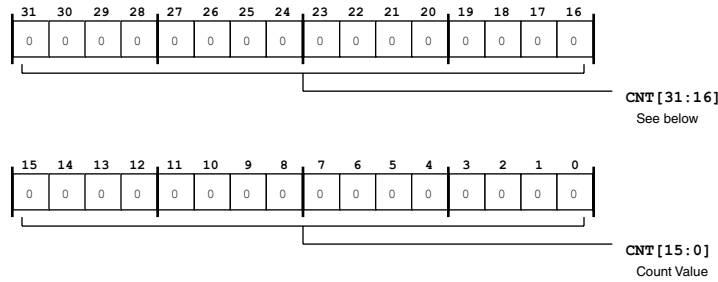 31 30 29 28 27 26 25 24 23 22 21 20 19 18 17 16
0 0 0 0 0 0 0 0 0 0 0 0 0 0 0 0
CNT[31:16]
See below
15 14 13 12 11 10 9 8 7 6 5 4 3 2 1 0
0 0 0 0 0 0 0 0 0 0 0 0 0 0 0 0
CNT[15:0]
Count Value